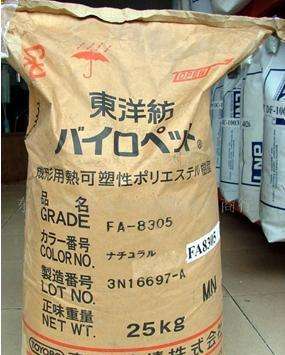 東洋紡
バイロペット®
成形用熱可塑性ポリエステル樹脂
品名
GRADE FA-8305
カラー番号 ナチュラル
COLOR NO.
FA8305
製造番号 3N16697-A
LOT NO.
MN
正味重量
NET WT. 25kg
TOYOBO